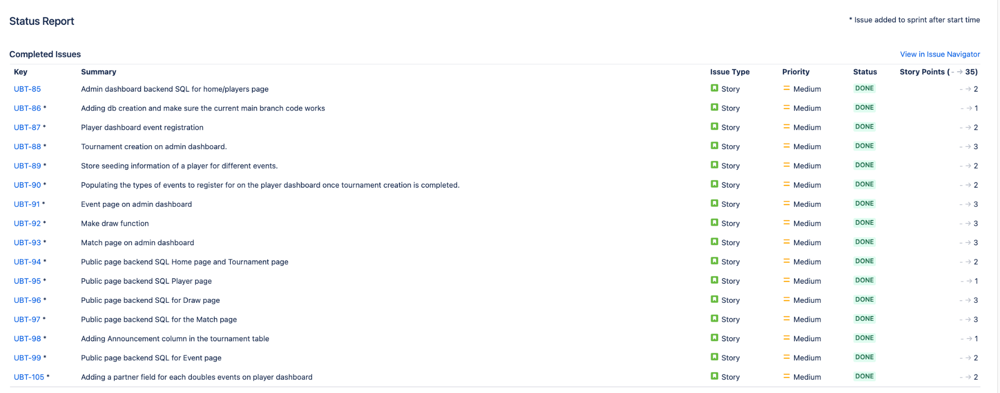 Status Report
* Issue added to sprint after start time
Completed Issues View in Issue Navigator
Key Summary Issue Type Priority Status Story Points ( - → 35)
UBT-85 Admin dashboard backend SQL for home/players page Story Medium DONE - → 2
UBT-86 * Adding db creation and make sure the current main branch code works Story Medium DONE - → 1
UBT-87 * Player dashboard event registration Story Medium DONE - → 2
UBT-88 * Tournament creation on admin dashboard. Story Medium DONE - → 3
UBT-89 * Store seeding information of a player for different events. Story Medium DONE - → 2
UBT-90 * Populating the types of events to register for on the player dashboard once tournament creation is completed. Story Medium DONE - → 2
UBT-91 * Event page on admin dashboard Story Medium DONE - → 3
UBT-92 * Make draw function Story Medium DONE - → 3
UBT-93 * Match page on admin dashboard Story Medium DONE - → 3
UBT-94 * Public page backend SQL Home page and Tournament page Story Medium DONE - → 2
UBT-95 * Public page backend SQL Player page Story Medium DONE - → 1
UBT-96 * Public page backend SQL for Draw page Story Medium DONE - → 3
UBT-97 * Public page backend SQL for the Match page Story Medium DONE - → 3
UBT-98 * Adding Announcement column in the tournament table Story Medium DONE - → 1
UBT-99 * Public page backend SQL for Event page Story Medium DONE - → 2
UBT-105 * Adding a partner field for each doubles events on player dashboard Story Medium DONE - → 2